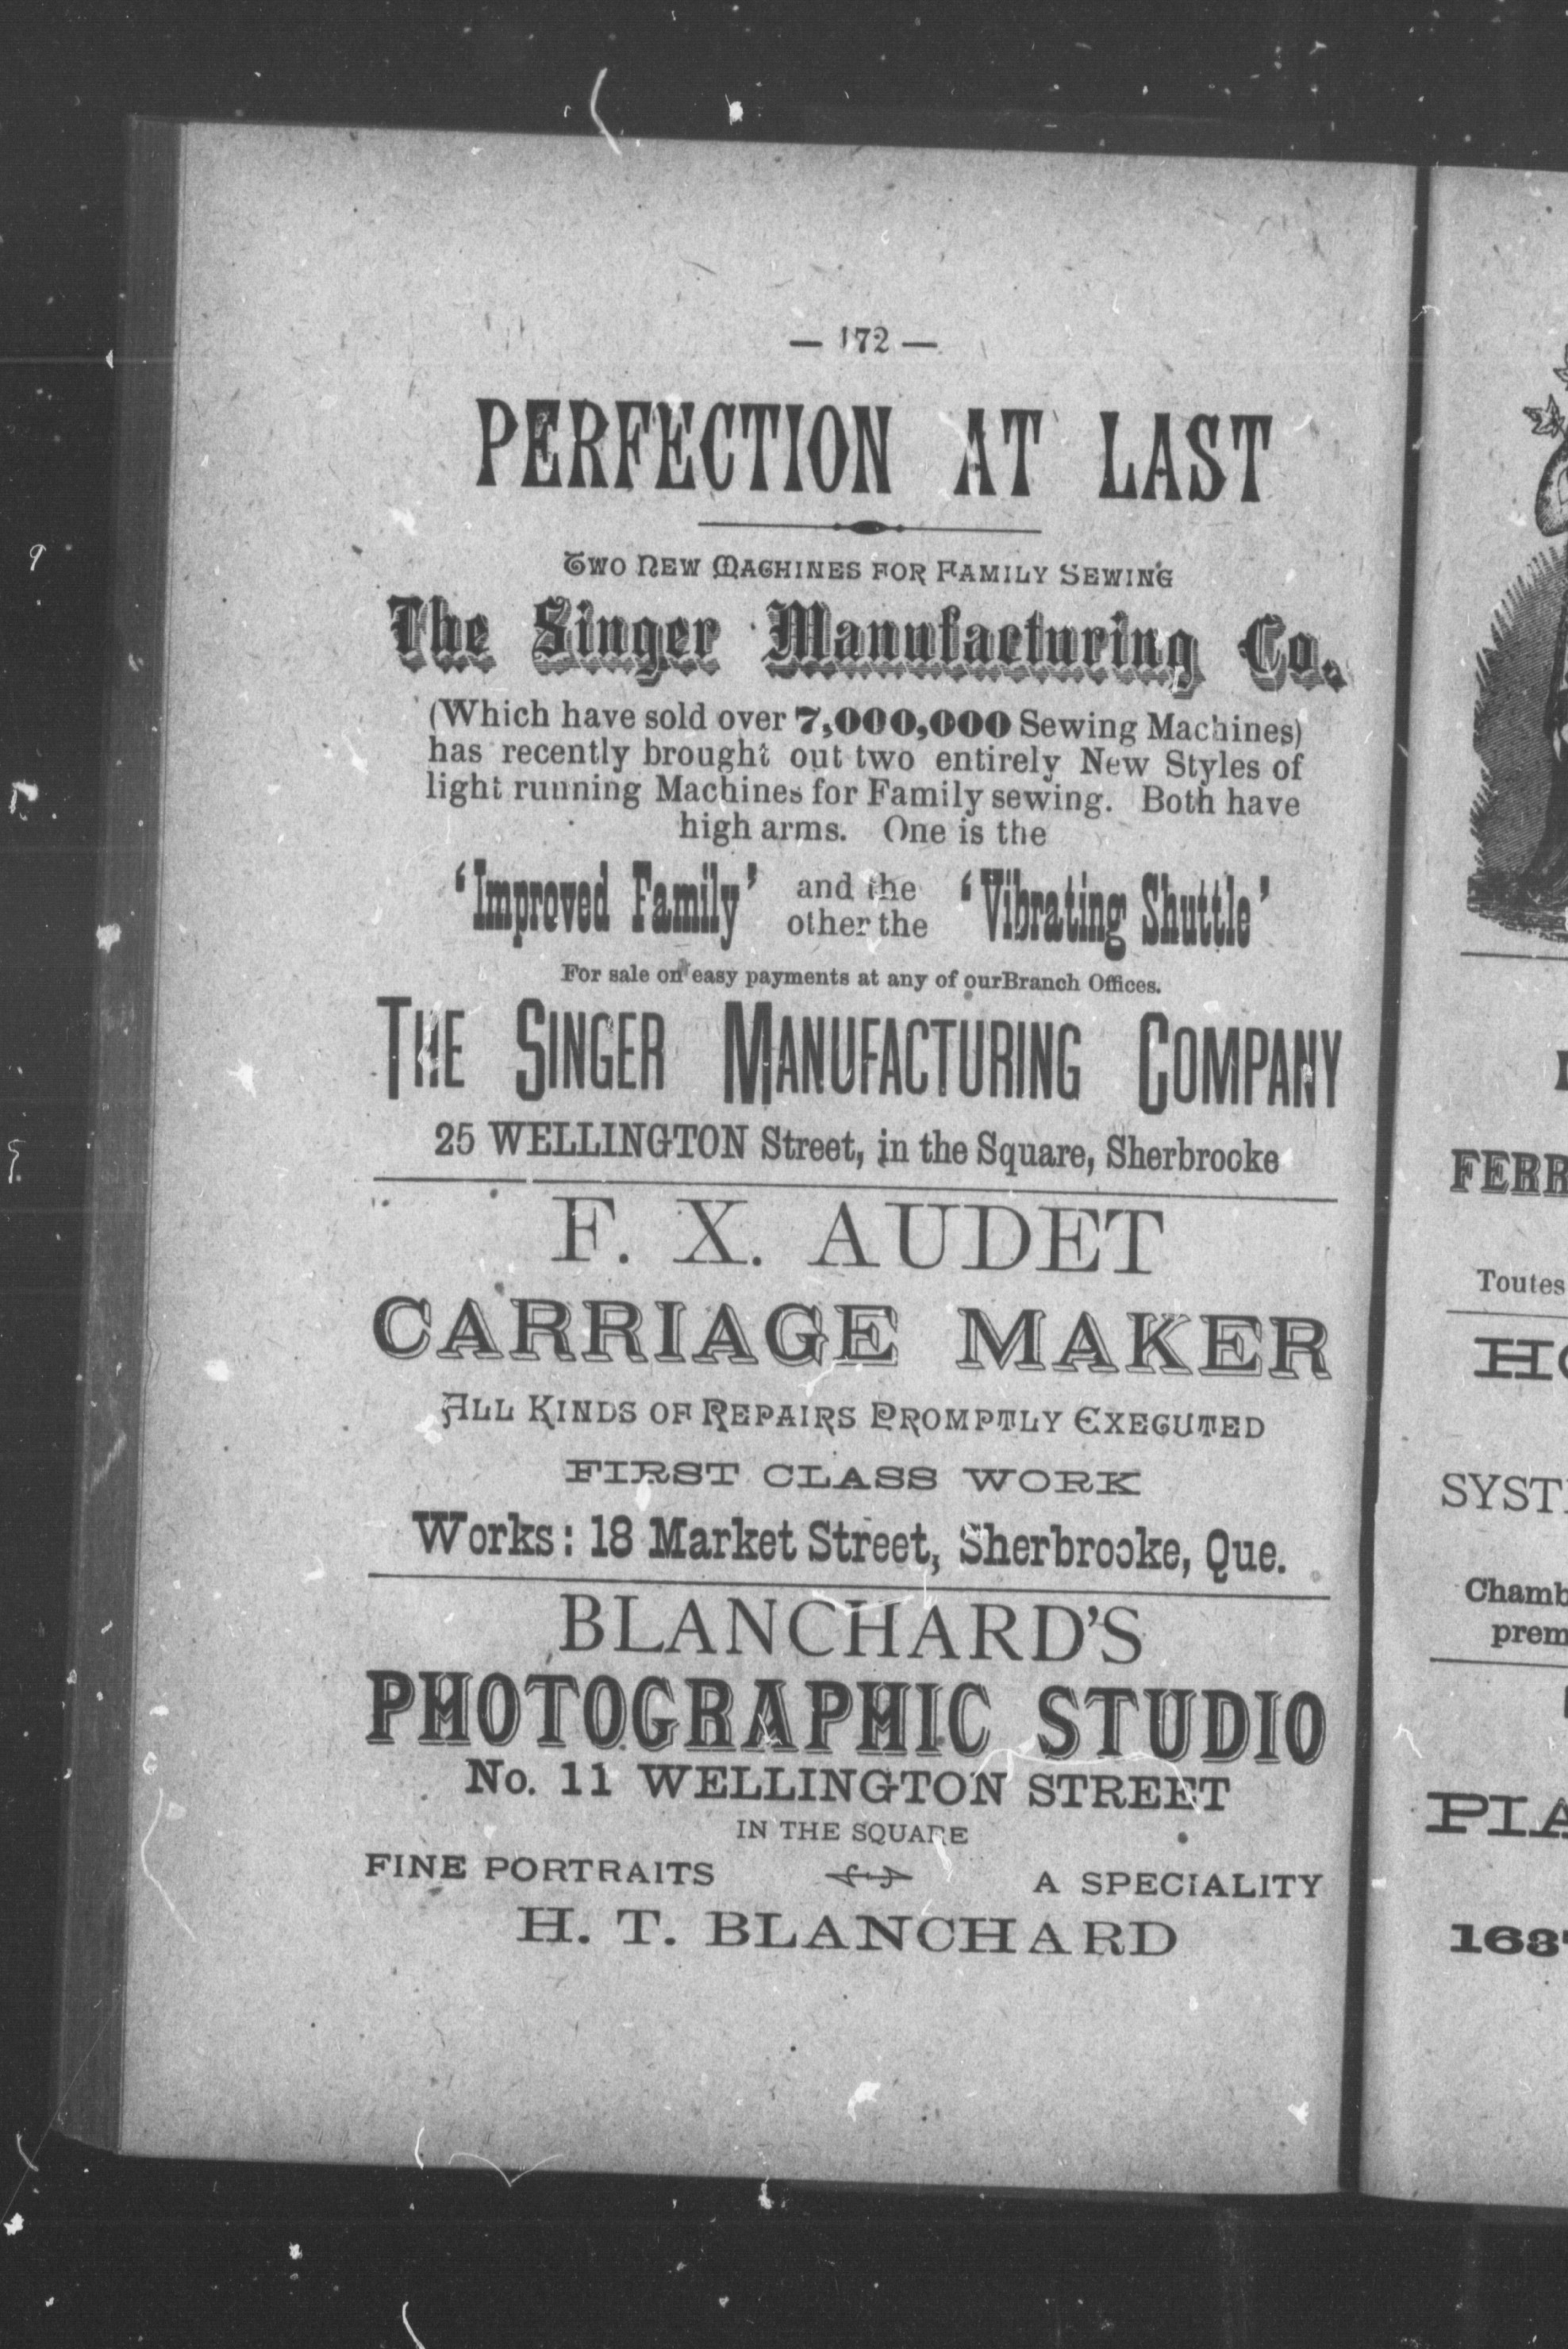 — 172 —
PERFECTION AT LAST
TWO NEW MACHINES FOR FAMILY SEWING
The Singer Manufacturing Co.
(Which have sold over 7,000,000 Sewing Machines)
has recently brought out two entirely New Styles of
light running Machines for Family sewing. Both have
high arms. One is the
'Improved Family' and the other the 'Vibrating Shuttle'
For sale on easy payments at any of ourBranch Offices.
THE SINGER MANUFACTURING COMPANY
25 WELLINGTON Street, in the Square, Sherbrooke
F. X. AUDET
CARRIAGE MAKER
ALL KINDS OF REPAIRS PROMPTLY EXECUTED
FIRST CLASS WORK
Works: 18 Market Street, Sherbrooke, Que.
BLANCHARD'S
PHOTOGRAPHIC STUDIO
No. 11 WELLINGTON STREET
IN THE SQUARE
FINE PORTRAITS A SPECIALITY
H. T. BLANCHARD
FERR
Toutes
HO
SYST
Chamb
prem
PIA
163